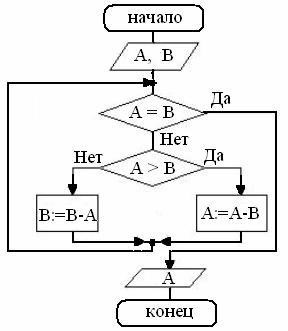 начало
A, B
Да
A = B
Нет
Нет
A > B
Да
B:=B-A
A:=A-B
A
конец